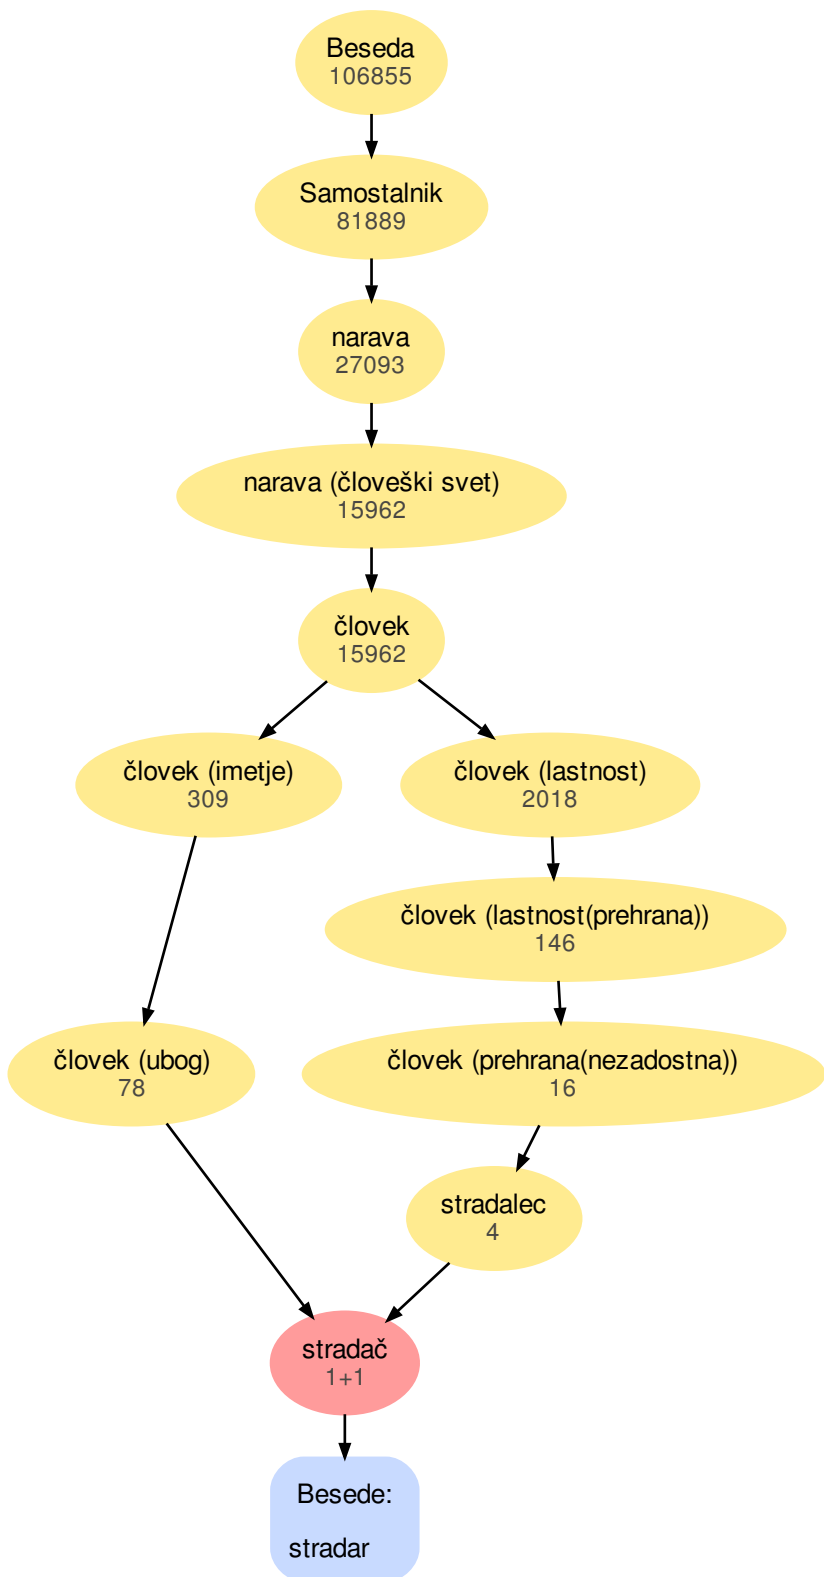 Beseda
106855
Samostalnik
81889
narava
27093
narava (človeški svet)
15962
človek
15962
človek (imetje)
309
človek (lastnost)
2018
človek (lastnost(prehrana))
146
človek (ubog)
78
človek (prehrana(nezadostna))
16
stradalec
4
stradač
1+1
Besede:
stradar